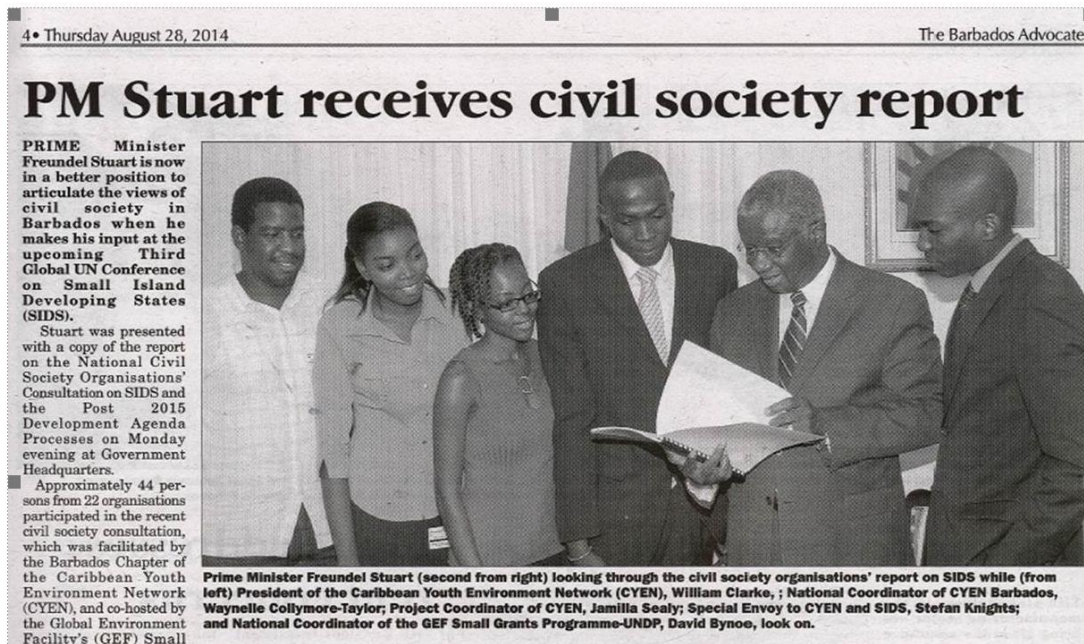 4• Thursday August 28, 2014
The Barbados Advocate
PM Stuart receives civil society report
PRIME Minister
Freundel Stuart is now
in a better position to
articulate the views of
civil society in
Barbados when he
makes his input at the
upcoming Third
Global UN Conference
on Small Island
Developing States
(SIDS).
Stuart was presented
with a copy of the report
on the National Civil
Society Organisations'
Consultation on SIDS and
the Post 2015
Development Agenda
Processes on Monday
evening at Government
Headquarters.
Approximately 44 per-
sons from 22 organisations
participated in the recent
civil society consultation,
which was facilitated by
the Barbados Chapter of
the Caribbean Youth
Environment Network
(CYEN), and co-hosted by
the Global Environment
Facility's (GEF) Small
Prime Minister Freundel Stuart (second from right) looking through the civil society organisations' report on SIDS while (from
left) President of the Caribbean Youth Environment Network (CYEN), William Clarke, ; National Coordinator of CYEN Barbados,
Waynelle Collymore-Taylor; Project Coordinator of CYEN, Jamilla Sealy; Special Envoy to CYEN and SIDS, Stefan Knights;
and National Coordinator of the GEF Small Grants Programme-UNDP, David Bynoe, look on.